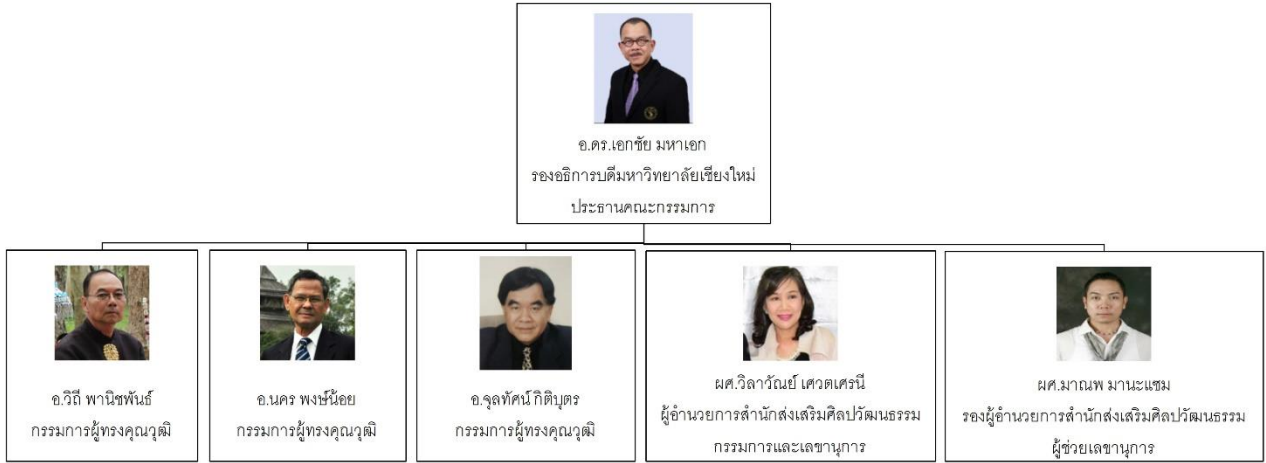 อ.ดร.เอกชัย มหาเอก
รองอธิการบดีมหาวิทยาลัยเชียงใหม่
ประธานคณะกรรมการ
อ.วิถี พานิชพันธ์
กรรมการผู้ทรงคุณวุฒิ
อ.นคร พงษ์น้อย
กรรมการผู้ทรงคุณวุฒิ
อ.จุลทัศน์ กิติบุตร
กรรมการผู้ทรงคุณวุฒิ
ผศ.วิลาวัณย์ เศวตเศรนี
ผู้อำนวยการสำนักส่งเสริมศิลปวัฒนธรรม
กรรมการและเลขานุการ
ผศ.มาณพ มานะแซม
รองผู้อำนวยการสำนักส่งเสริมศิลปวัฒนธรรม
ผู้ช่วยเลขานุการ